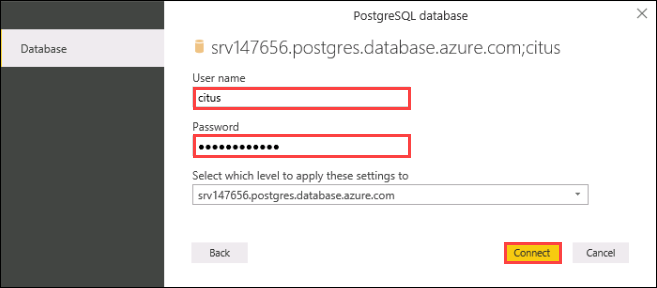 PostgreSQL database
Database
srv147656.postgres.database.azure.com;citus
User name
citus
Password
●●●●●●●●●●●●
Select which level to apply these settings to
srv147656.postgres.database.azure.com
Back
Connect
Cancel